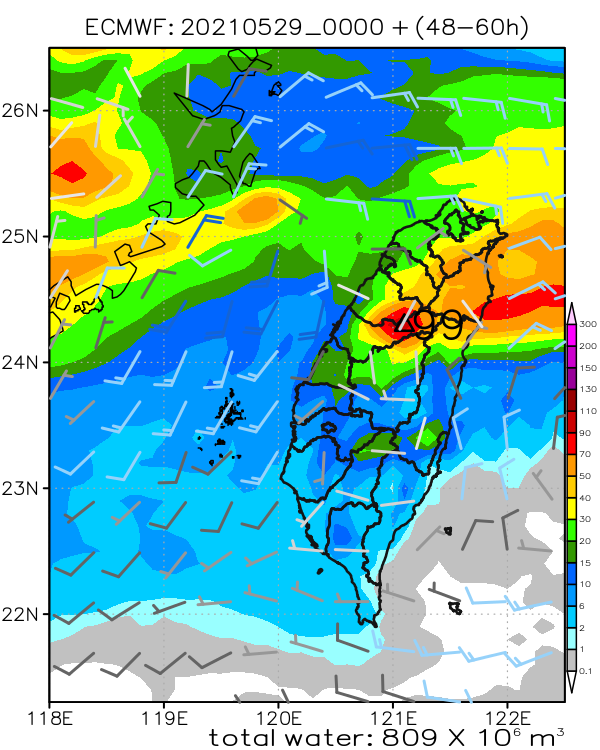 ECMWF: 20210529_0000 + (48−60h)
26N
25N
24N
23N
22N
118E 119E 120E 121E 122E
300
200
150
130
110
90
70
50
40
30
20
15
10
6
2
1
0.1
total water: 809 X 10⁶ m³